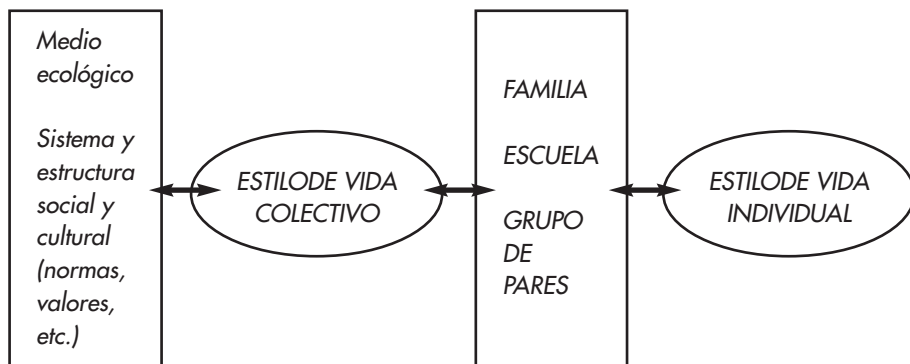 Medio
ecológico
Sistema y
estructura
social y
cultural
(normas,
valores,
etc.)
ESTILODE VIDA
COLECTIVO
FAMILIA
ESCUELA
GRUPO
DE
PARES
ESTILODE VIDA
INDIVIDUAL